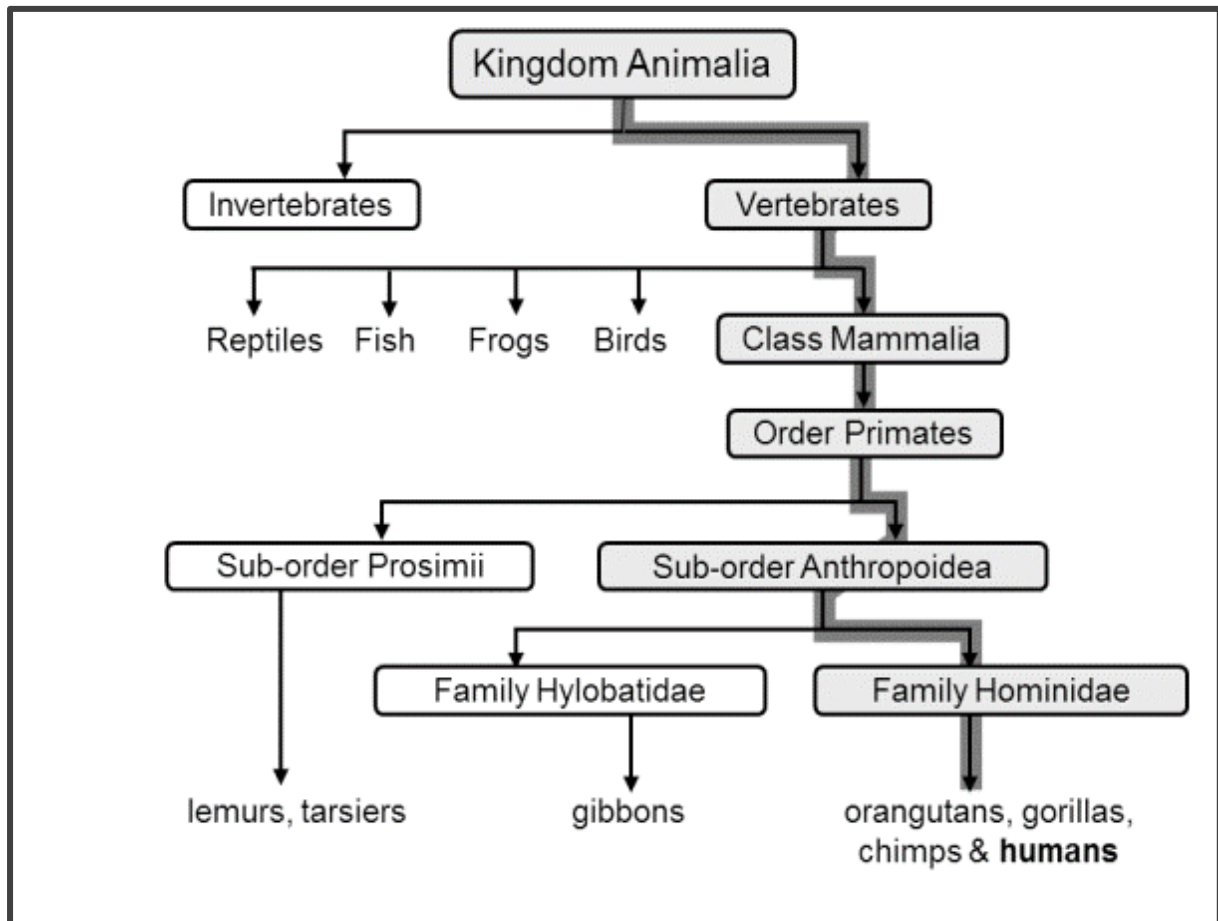 Kingdom Animalia
Invertebrates
Vertebrates
Reptiles
Fish
Frogs
Birds
Class Mammalia
Order Primates
Sub-order Prosimii
Sub-order Anthropoidea
Family Hylobatidae
Family Hominidae
lemurs, tarsiers
gibbons
orangutans, gorillas,
chimps & humans